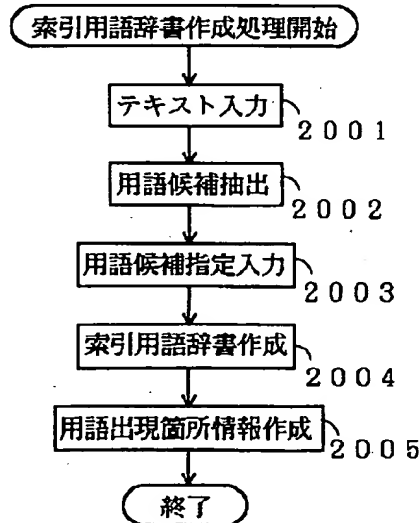 索引用語辞書作成処理開始
テキスト入力
2001
用語候補抽出
2002
用語候補指定入力
2003
索引用語辞書作成
2004
用語出現箇所情報作成
2005
終了